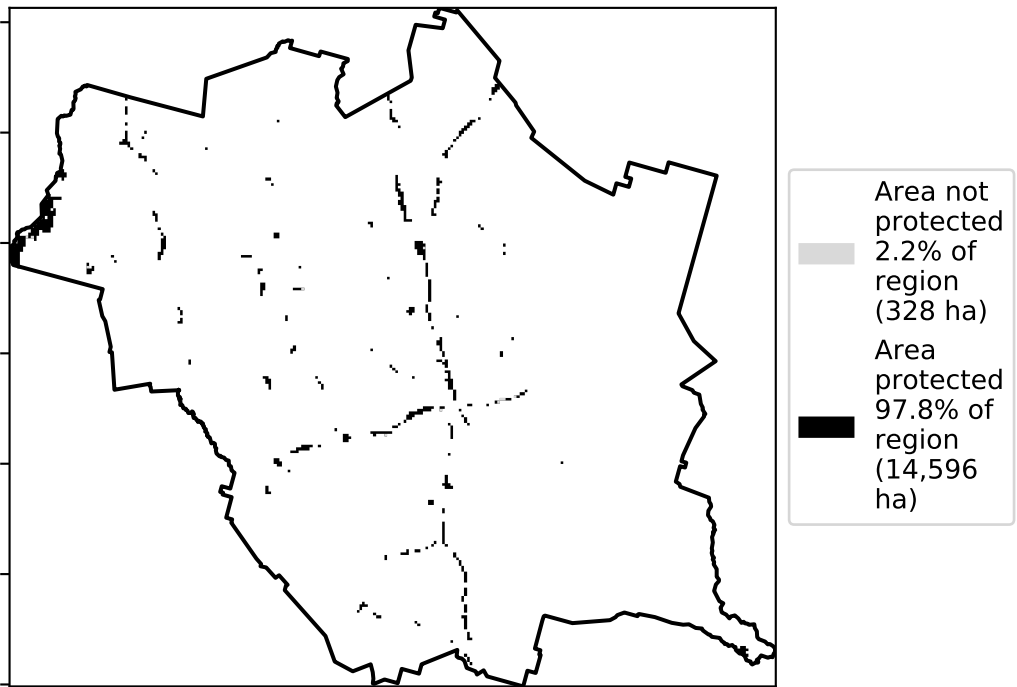 Area not
protected
2.2% of
region
(328 ha)
Area
protected
97.8% of
region
(14,596
ha)